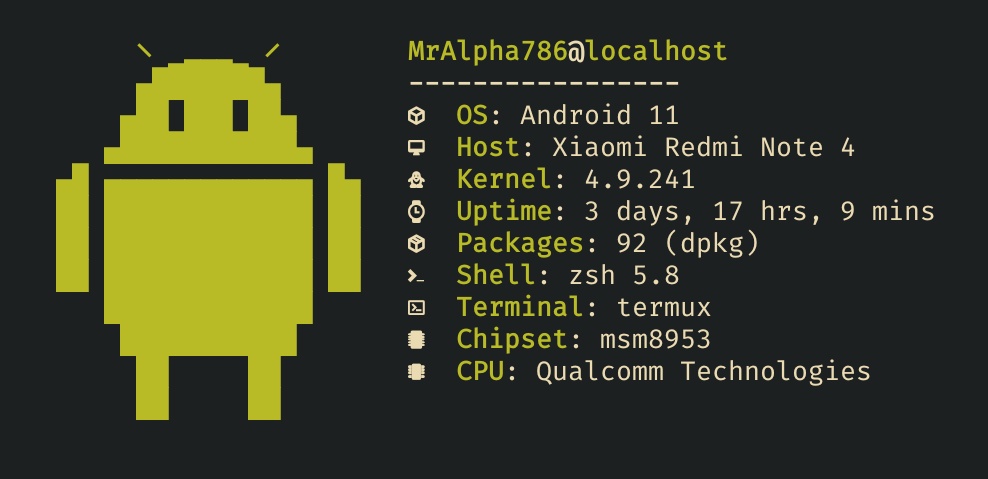 MrAlpha786@localhost
-----------------
OS: Android 11
Host: Xiaomi Redmi Note 4
Kernel: 4.9.241
Uptime: 3 days, 17 hrs, 9 mins
Packages: 92 (dpkg)
Shell: zsh 5.8
Terminal: termux
Chipset: msm8953
CPU: Qualcomm Technologies